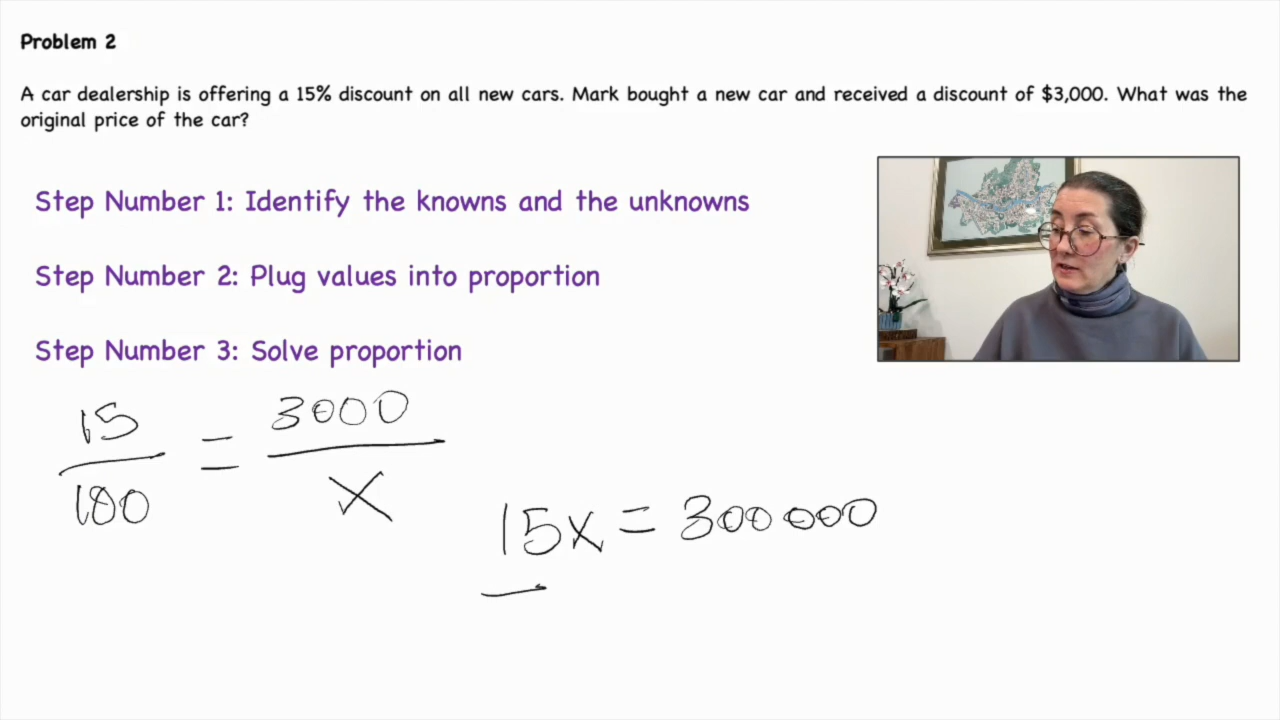 Problem 2
A car dealership is offering a 15% discount on all new cars. Mark bought a new car and received a discount of $3,000. What was the
original price of the car?
Step Number 1: Identify the knowns and the unknowns
Step Number 2: Plug values into proportion
Step Number 3: Solve proportion
15/100 = 3000/x
15x = 300000